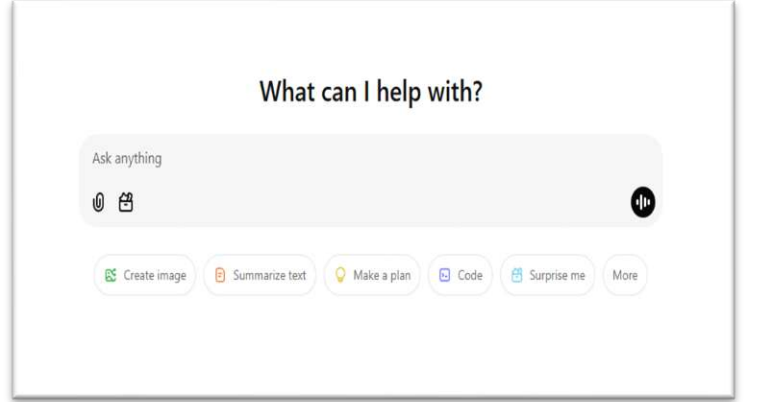 What can I help with?
Ask anything
Create image Summarize text Make a plan Code Surprise me More